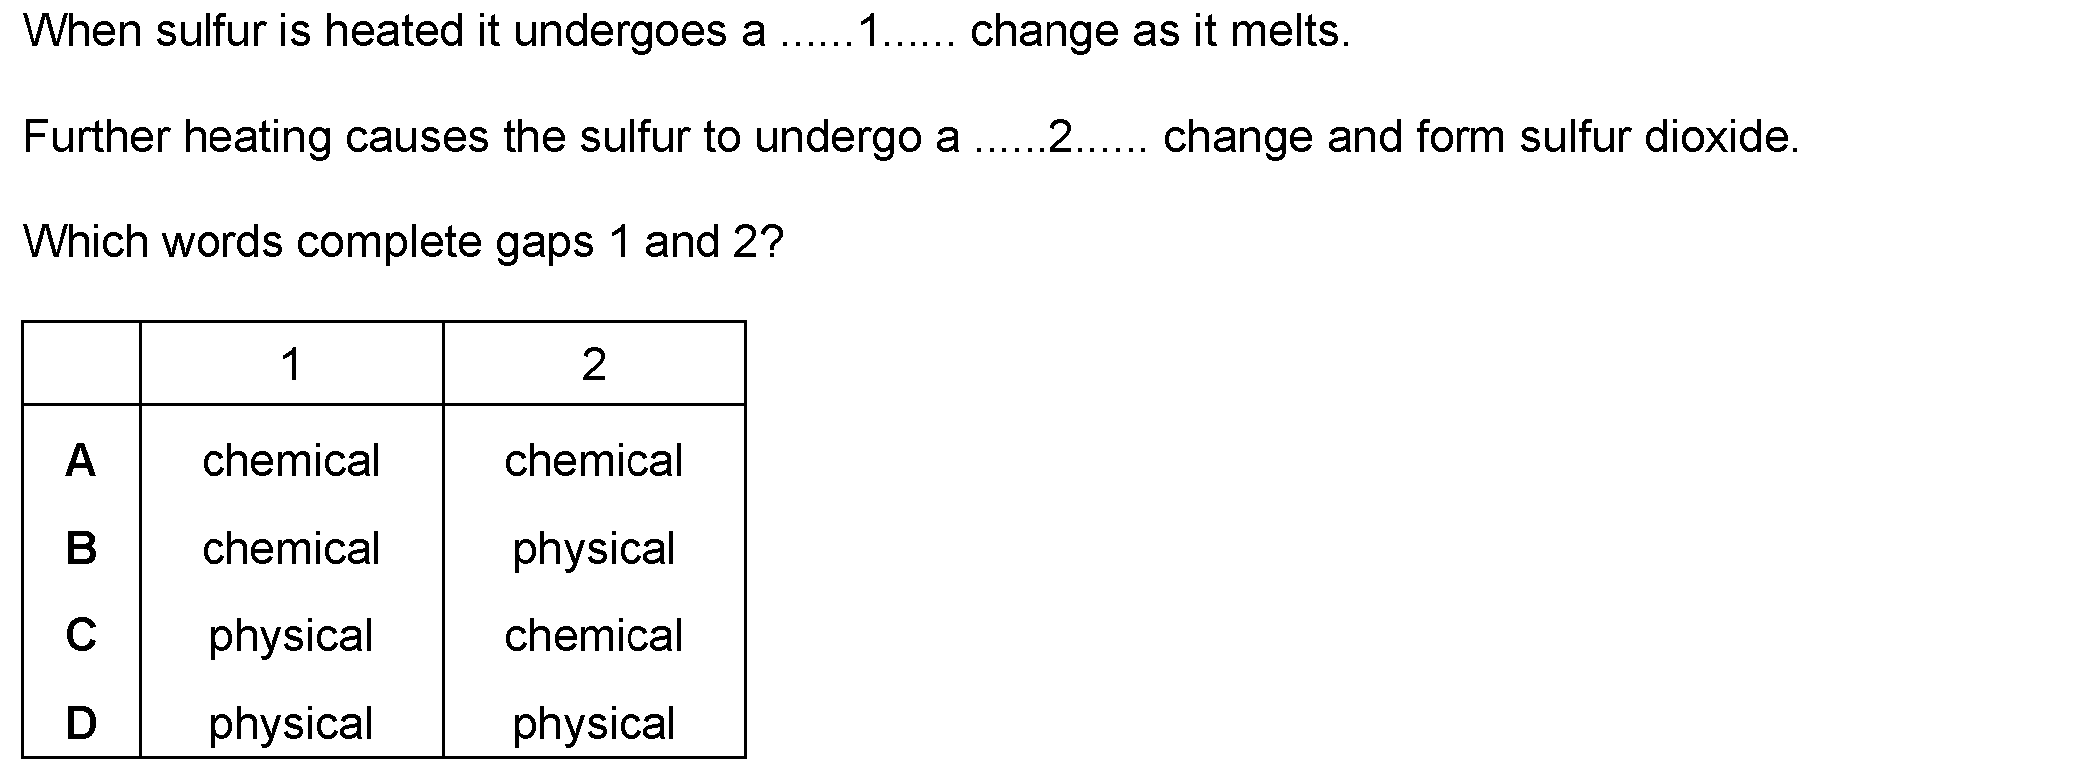 When sulfur is heated it undergoes a ......1...... change as it melts.
Further heating causes the sulfur to undergo a ......2...... change and form sulfur dioxide.
Which words complete gaps 1 and 2?
1 2
A chemical chemical
B chemical physical
C physical chemical
D physical physical